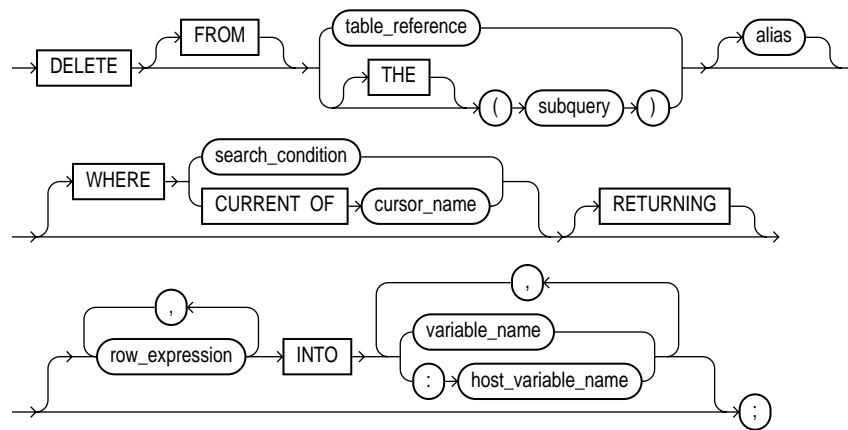 DELETE FROM table_reference THE ( subquery ) alias
WHERE search_condition CURRENT OF cursor_name RETURNING
, row_expression INTO , variable_name : host_variable_name ;